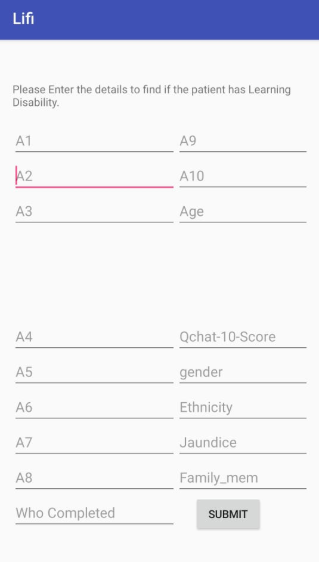 Lifi
Please Enter the details to find if the patient has Learning
Disability.
A1 A9
A2 A10
A3 Age
A4 Qchat-10-Score
A5 gender
A6 Ethnicity
A7 Jaundice
A8 Family_mem
Who Completed SUBMIT